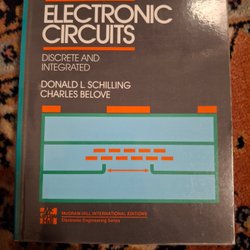 ELECTRONIC
CIRCUITS
DISCRETE AND
INTEGRATED
DONALD L. SCHILLING
CHARLES BELOVE
McGRAW-HILL INTERNATIONAL EDITIONS
Electronic Engineering Series